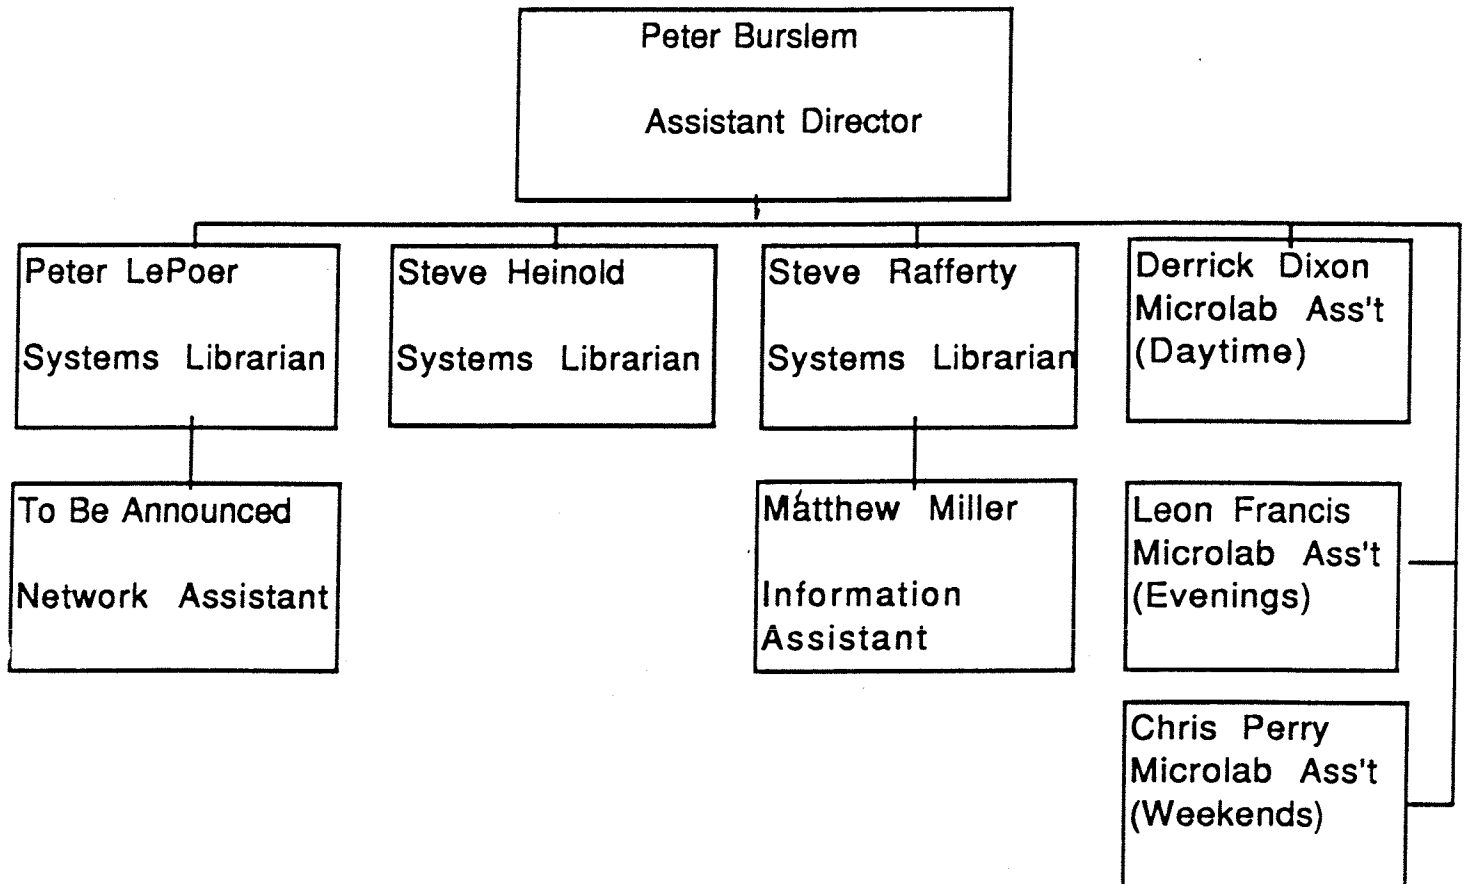 Peter Burslem
Assistant Director
Peter LePoer
Systems Librarian
Steve Heinold
Systems Librarian
Steve Rafferty
Systems Librarian
Derrick Dixon
Microlab Ass't
(Daytime)
To Be Announced
Network Assistant
Matthew Miller
Information
Assistant
Leon Francis
Microlab Ass't
(Evenings)
Chris Perry
Microlab Ass't
(Weekends)